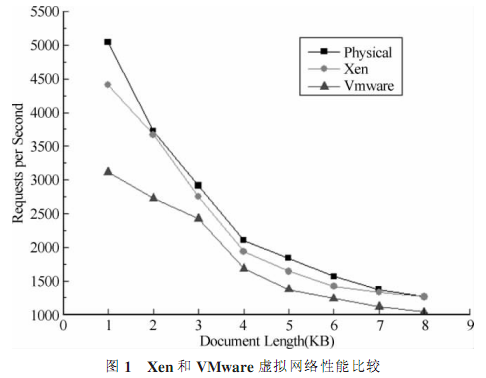 5500
5000
4500
4000
3500
3000
2500
2000
1500
1000
Requests per Second
Physical
Xen
Vmware
0 1 2 3 4 5 6 7 8 9
Document Length(KB)
图 1 Xen 和 VMware 虚拟网络性能比较